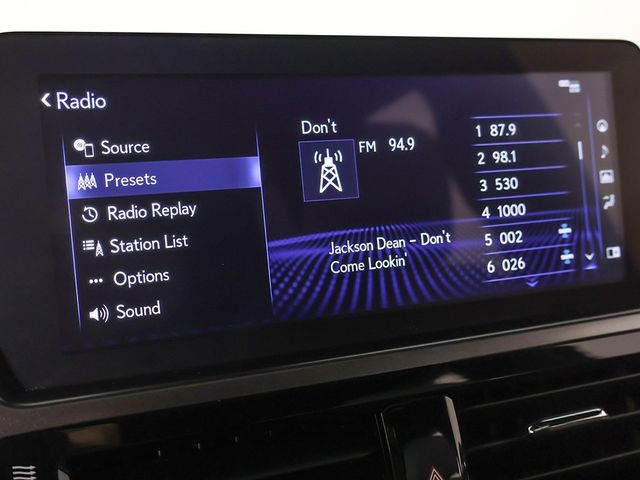 Radio
Source
Presets
Radio Replay
Station List
Options
Sound
Don't
FM 94.9
Jackson Dean – Don't
Come Lookin'
1 87.9
2 98.1
3 530
4 1000
5 002
6 026